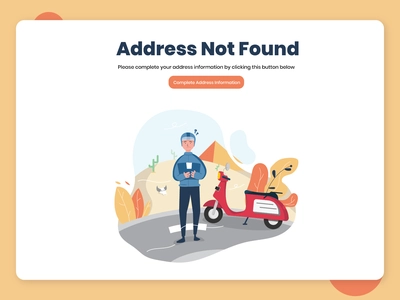 Address Not Found
Please complete your address information by clicking this button below
Complete Address Information